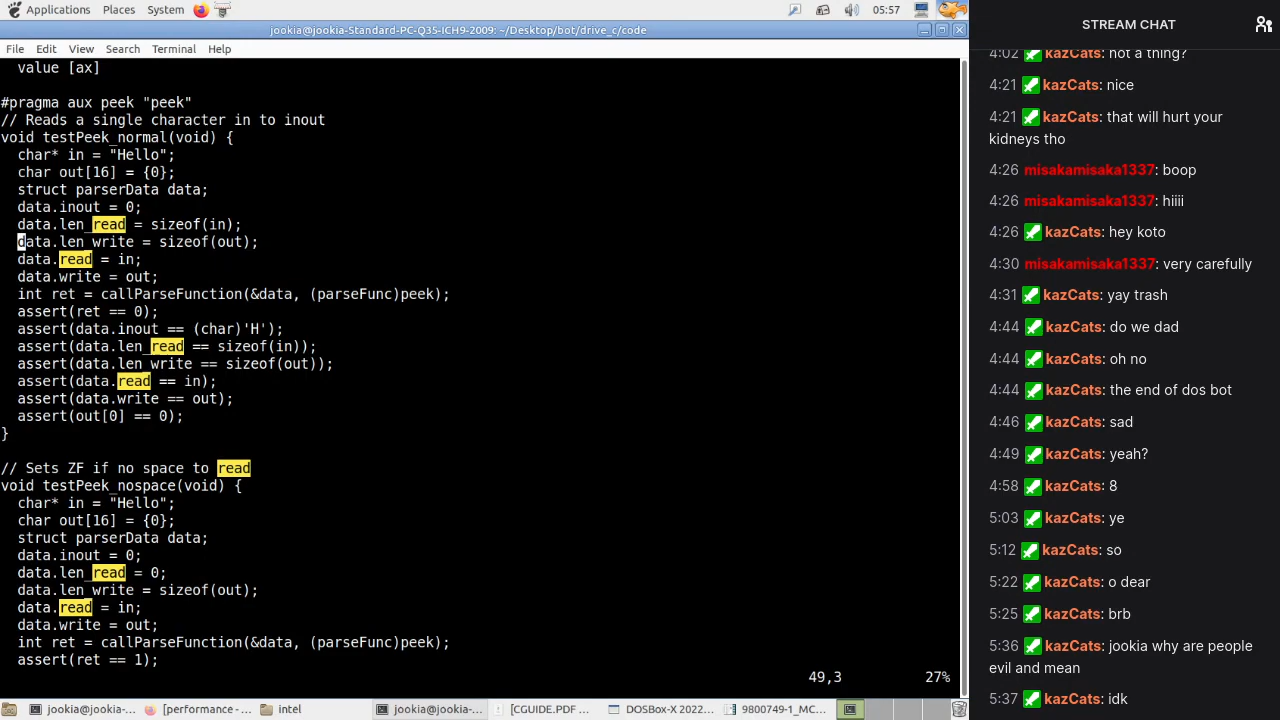 Applications Places System 05:57
jookia@jookia-Standard-PC-Q35-ICH9-2009: ~/Desktop/bot/drive_c/code
File Edit View Search Terminal Help
value [ax]
#pragma aux peek "peek"
// Reads a single character in to inout
void testPeek_normal(void) {
char* in = "Hello";
char out[16] = {0};
struct parserData data;
data.inout = 0;
data.len_read = sizeof(in);
data.len_write = sizeof(out);
data.read = in;
data.write = out;
int ret = callParseFunction(&data, (parseFunc)peek);
assert(ret == 0);
assert(data.inout == (char)'H');
assert(data.len_read == sizeof(in));
assert(data.len_write == sizeof(out));
assert(data.read == in);
assert(data.write == out);
assert(out[0] == 0);
}
// Sets ZF if no space to read
void testPeek_nospace(void) {
char* in = "Hello";
char out[16] = {0};
struct parserData data;
data.inout = 0;
data.len_read = 0;
data.len_write = sizeof(out);
data.read = in;
data.write = out;
int ret = callParseFunction(&data, (parseFunc)peek);
assert(ret == 1);
49,3 27%
jookia@jookia-... [performance -... intel jookia@jookia-... [CGUIDE.PDF ... DOSBox-X 2022... 9800749-1_MC...
STREAM CHAT
4:02 kazCats: not a thing?
4:21 kazCats: nice
4:21 kazCats: that will hurt your
kidneys tho
4:26 misakamisaka1337: boop
4:26 misakamisaka1337: hiiii
4:26 kazCats: hey koto
4:30 misakamisaka1337: very carefully
4:31 kazCats: yay trash
4:44 kazCats: do we dad
4:44 kazCats: oh no
4:44 kazCats: the end of dos bot
4:46 kazCats: sad
4:49 kazCats: yeah?
4:58 kazCats: 8
5:03 kazCats: ye
5:12 kazCats: so
5:22 kazCats: o dear
5:25 kazCats: brb
5:36 kazCats: jookia why are people
evil and mean
5:37 kazCats: idk